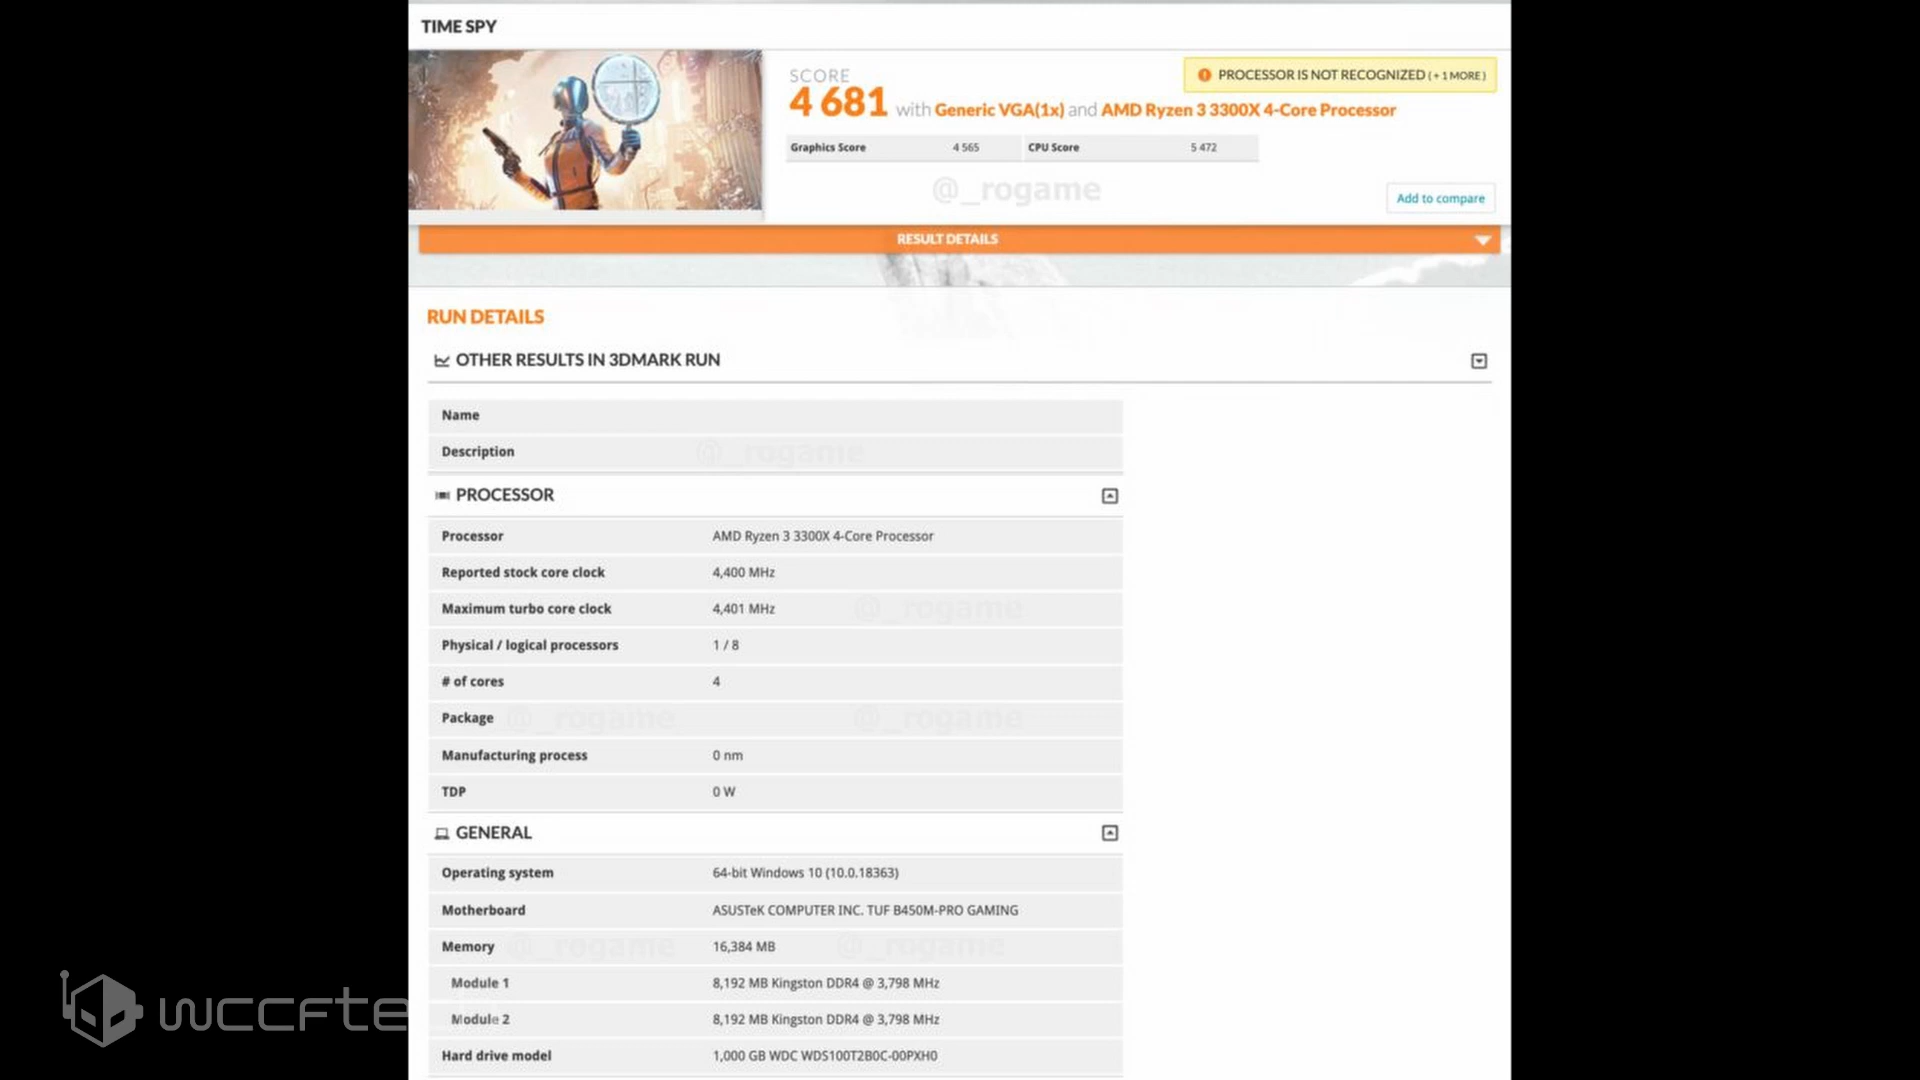 TIME SPY
SCORE
PROCESSOR IS NOT RECOGNIZED ( + 1 MORE )
4 681 with Generic VGA(1x) and AMD Ryzen 3 3300X 4-Core Processor
Graphics Score 4 565 CPU Score 5 472
@_rogame
Add to compare
RESULT DETAILS
RUN DETAILS
OTHER RESULTS IN 3DMARK RUN
Name
Description
@_rogame
PROCESSOR
Processor AMD Ryzen 3 3300X 4-Core Processor
Reported stock core clock 4,400 MHz
Maximum turbo core clock 4,401 MHz
@_rogame
Physical / logical processors 1 / 8
# of cores 4
Package
@_rogame @_rogame
Manufacturing process 0 nm
TDP 0 W
GENERAL
Operating system 64-bit Windows 10 (10.0.18363)
Motherboard ASUSTeK COMPUTER INC. TUF B450M-PRO GAMING
Memory 16,384 MB
@_rogame @_rogame
Module 1 8,192 MB Kingston DDR4 @ 3,798 MHz
Module 2 8,192 MB Kingston DDR4 @ 3,798 MHz
Hard drive model 1,000 GB WDC WDS100T2B0C-00PXH0
WCCFTE